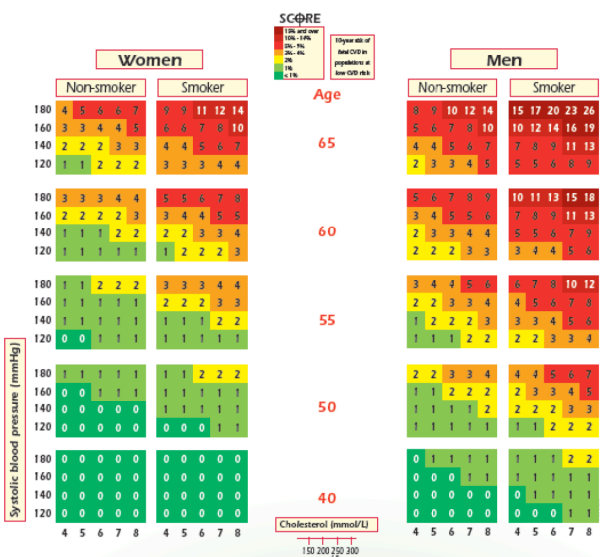 SCORE
15% and over
10% - 14%
5% - 9%
3% - 4%
2%
1%
< 1%
10-year risk of
fatal CVD in
populations at
low CVD risk
Women
Men
Non-smoker Smoker
Age
Non-smoker Smoker
180 4 5 6 6 7 9 9 11 12 14 8 9 10 12 14 15 17 20 23 26
160 3 3 4 4 5 6 6 7 8 10 5 6 7 8 10 10 12 14 16 19
65
140 2 2 2 3 3 4 4 5 6 7 4 4 5 6 7 7 8 9 11 13
120 1 1 2 2 2 3 3 3 4 4 2 3 3 4 5 5 5 6 8 9
180 3 3 3 4 4 5 5 6 7 8 5 6 7 8 9 10 11 13 15 18
160 2 2 2 2 3 3 4 4 5 5 3 4 5 5 6 7 8 9 11 13
60
140 1 1 1 2 2 2 2 3 3 4 2 3 3 4 4 5 5 6 7 9
120 1 1 1 1 1 1 2 2 2 3 2 2 2 3 3 3 4 4 5 6
180 1 1 2 2 2 3 3 3 4 4 3 4 4 5 6 6 7 8 10 12
160 1 1 1 1 1 2 2 2 3 3 2 2 3 3 4 4 5 6 7 8
55
140 1 1 1 1 1 1 1 1 2 2 1 2 2 2 3 3 3 4 5 6
120 0 0 1 1 1 1 1 1 1 1 1 1 1 2 2 2 2 3 3 4
180 1 1 1 1 1 1 1 2 2 2 2 2 3 3 4 4 4 5 6 7
160 0 0 1 1 1 1 1 1 1 1 1 1 2 2 2 2 3 3 4 5
50
140 0 0 0 0 0 1 1 1 1 1 1 1 1 1 2 2 2 2 3 3
120 0 0 0 0 0 0 0 0 1 1 1 1 1 1 1 1 1 2 2 2
180 0 0 0 0 0 0 0 0 0 0 0 1 1 1 1 1 1 1 2 2
160 0 0 0 0 0 0 0 0 0 0 0 0 0 1 1 1 1 1 1 1
40
140 0 0 0 0 0 0 0 0 0 0 0 0 0 0 0 0 1 1 1 1
120 0 0 0 0 0 0 0 0 0 0 0 0 0 0 0 0 0 0 1 1
4 5 6 7 8 4 5 6 7 8 4 5 6 7 8 4 5 6 7 8
Systolic blood pressure (mmHg)
Cholesterol (mmol/L)
150 200 250 300